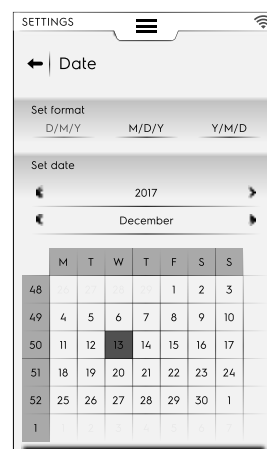 SETTINGS
Date
Set format
D/M/Y M/D/Y Y/M/D
Set date
2017
December
M T W T F S S
48 1 2 3
49 4 5 6 7 8 9 10
50 11 12 13 14 15 16 17
51 18 19 20 21 22 23 24
52 25 26 27 28 29 30 1
1